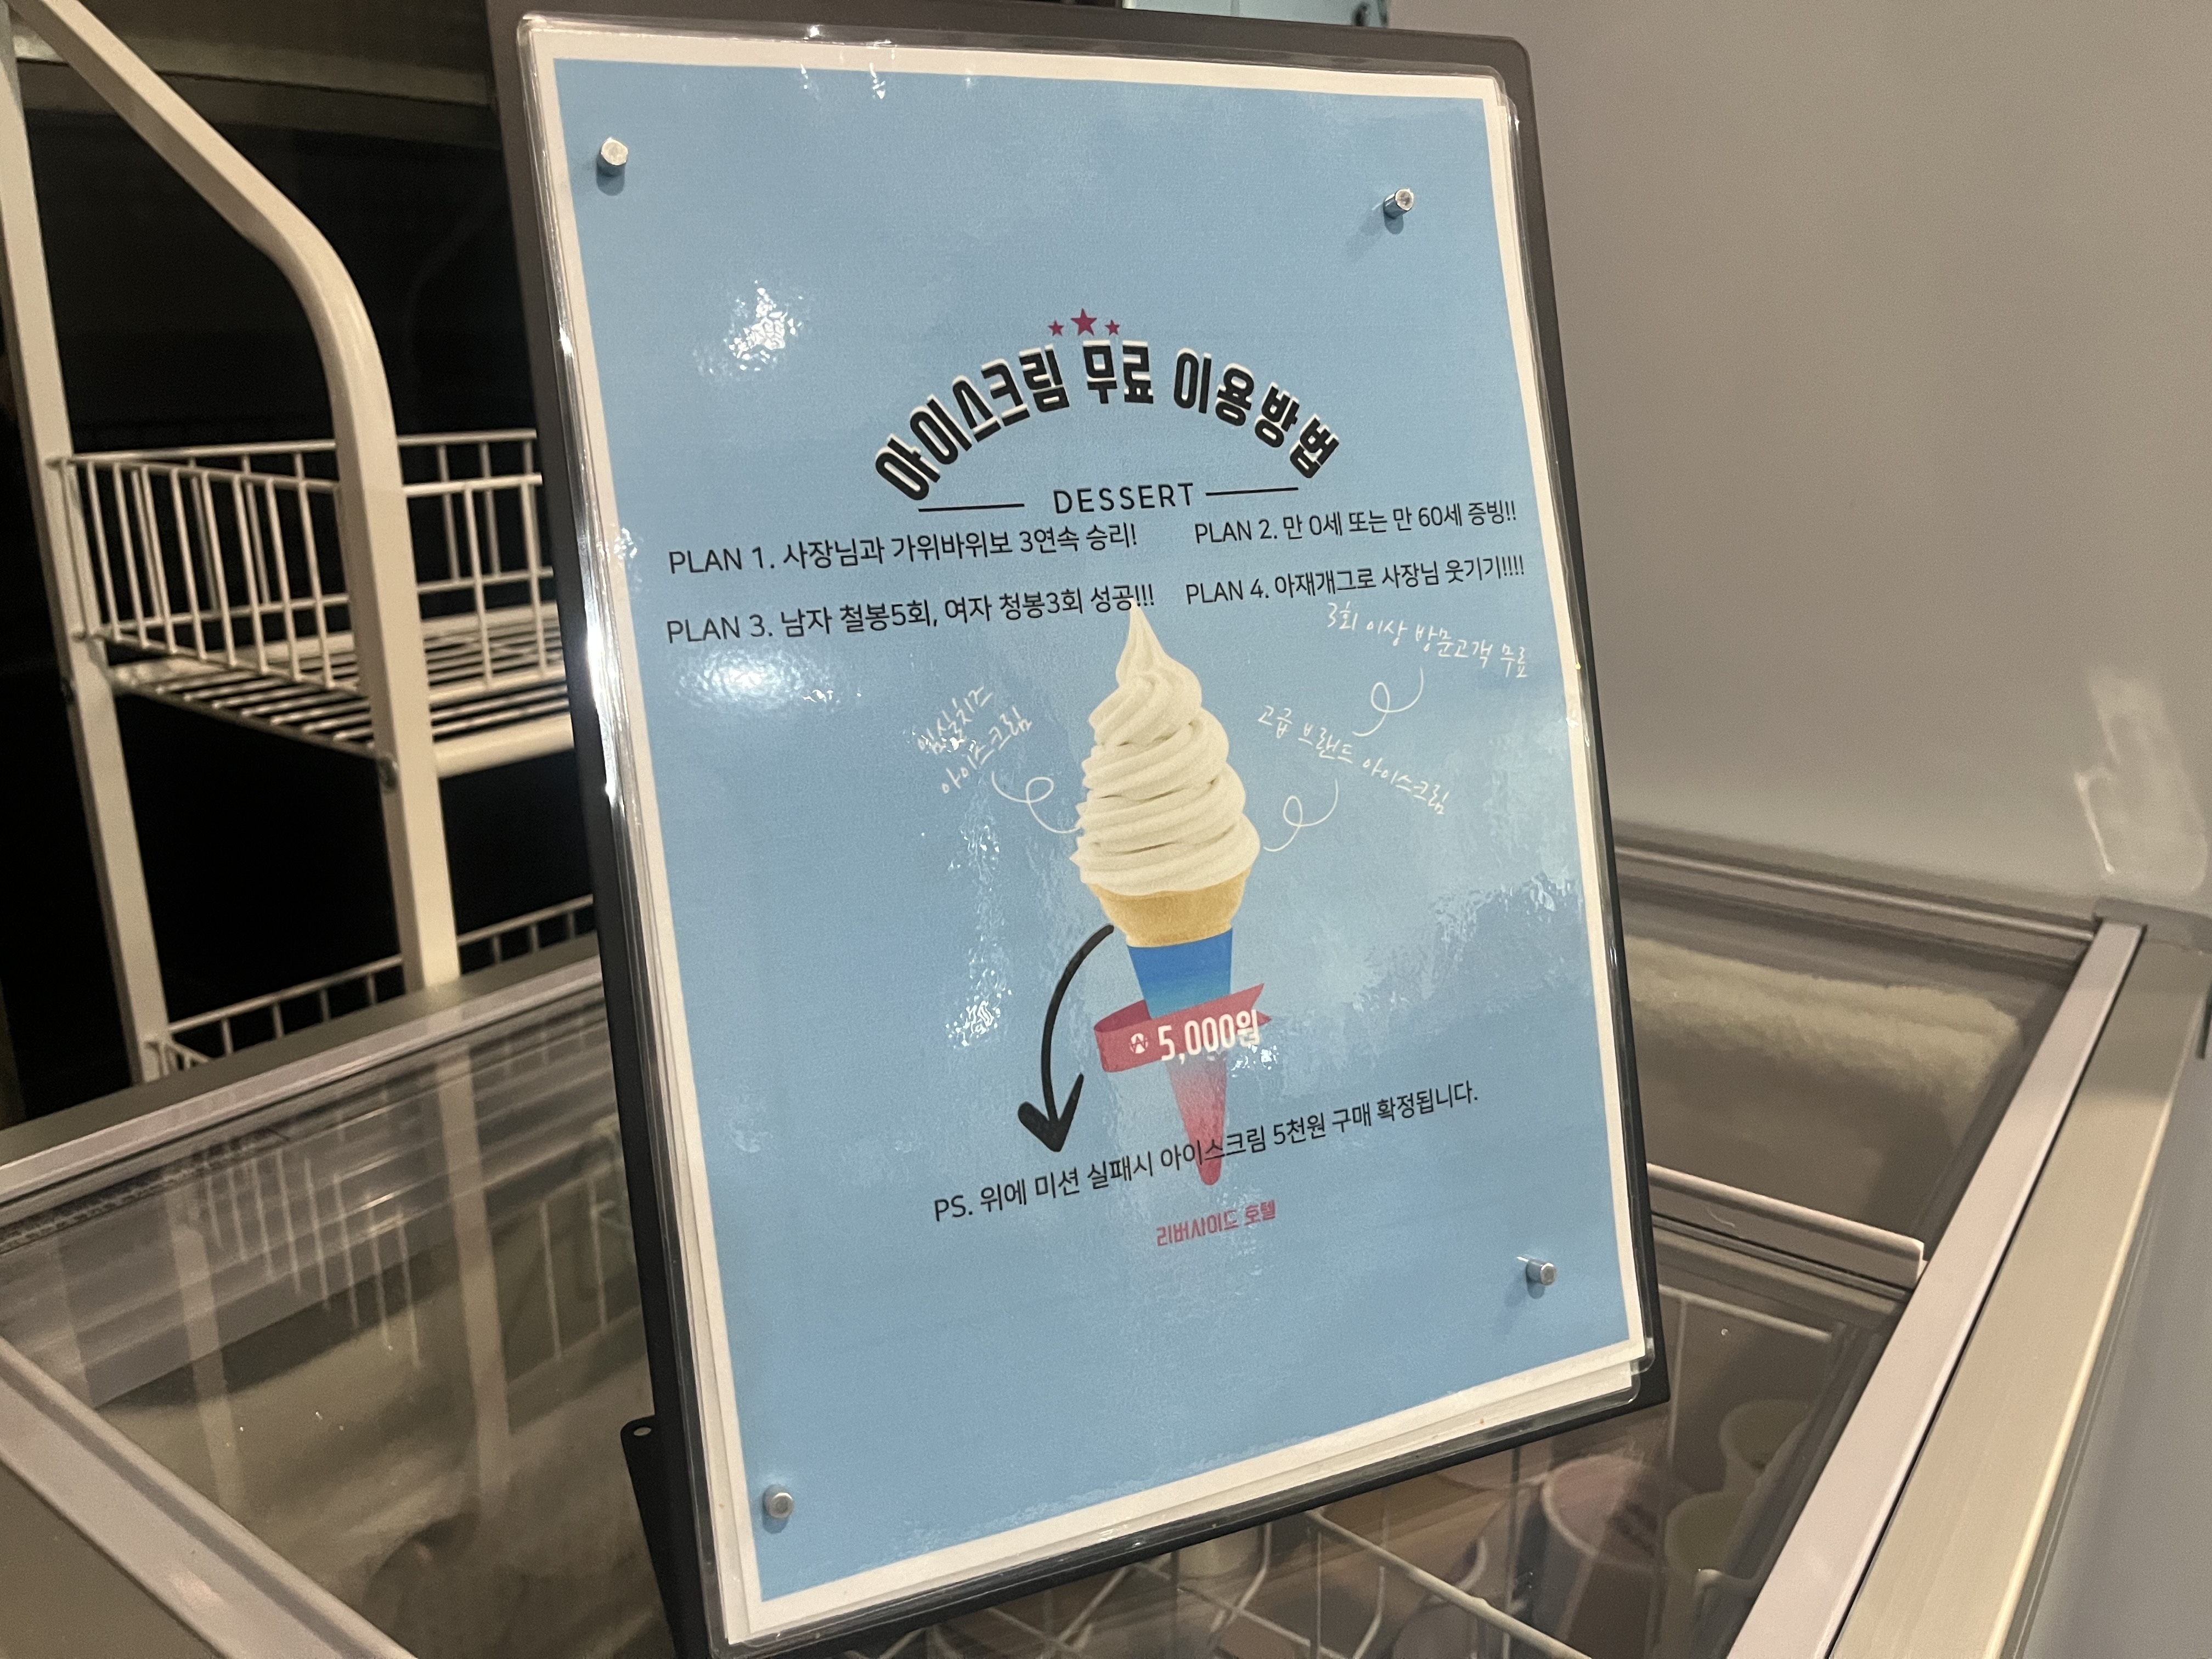 아이스크림 무료 이용방법
DESSERT
PLAN 1. 사장님과 가위바위보 3연속 승리!
PLAN 2. 만 0세 또는 만 60세 증빙!!
PLAN 3. 남자 철봉5회, 여자 청봉3회 성공!!!
PLAN 4. 아재개그로 사장님 웃기기!!!!
3회 이상 방문고객 무료
임실치즈
아이스크림
고급 브랜드 아이스크림
₩ 5,000원
PS. 위에 미션 실패시 아이스크림 5천원 구매 확정됩니다.
리버사이드 호텔